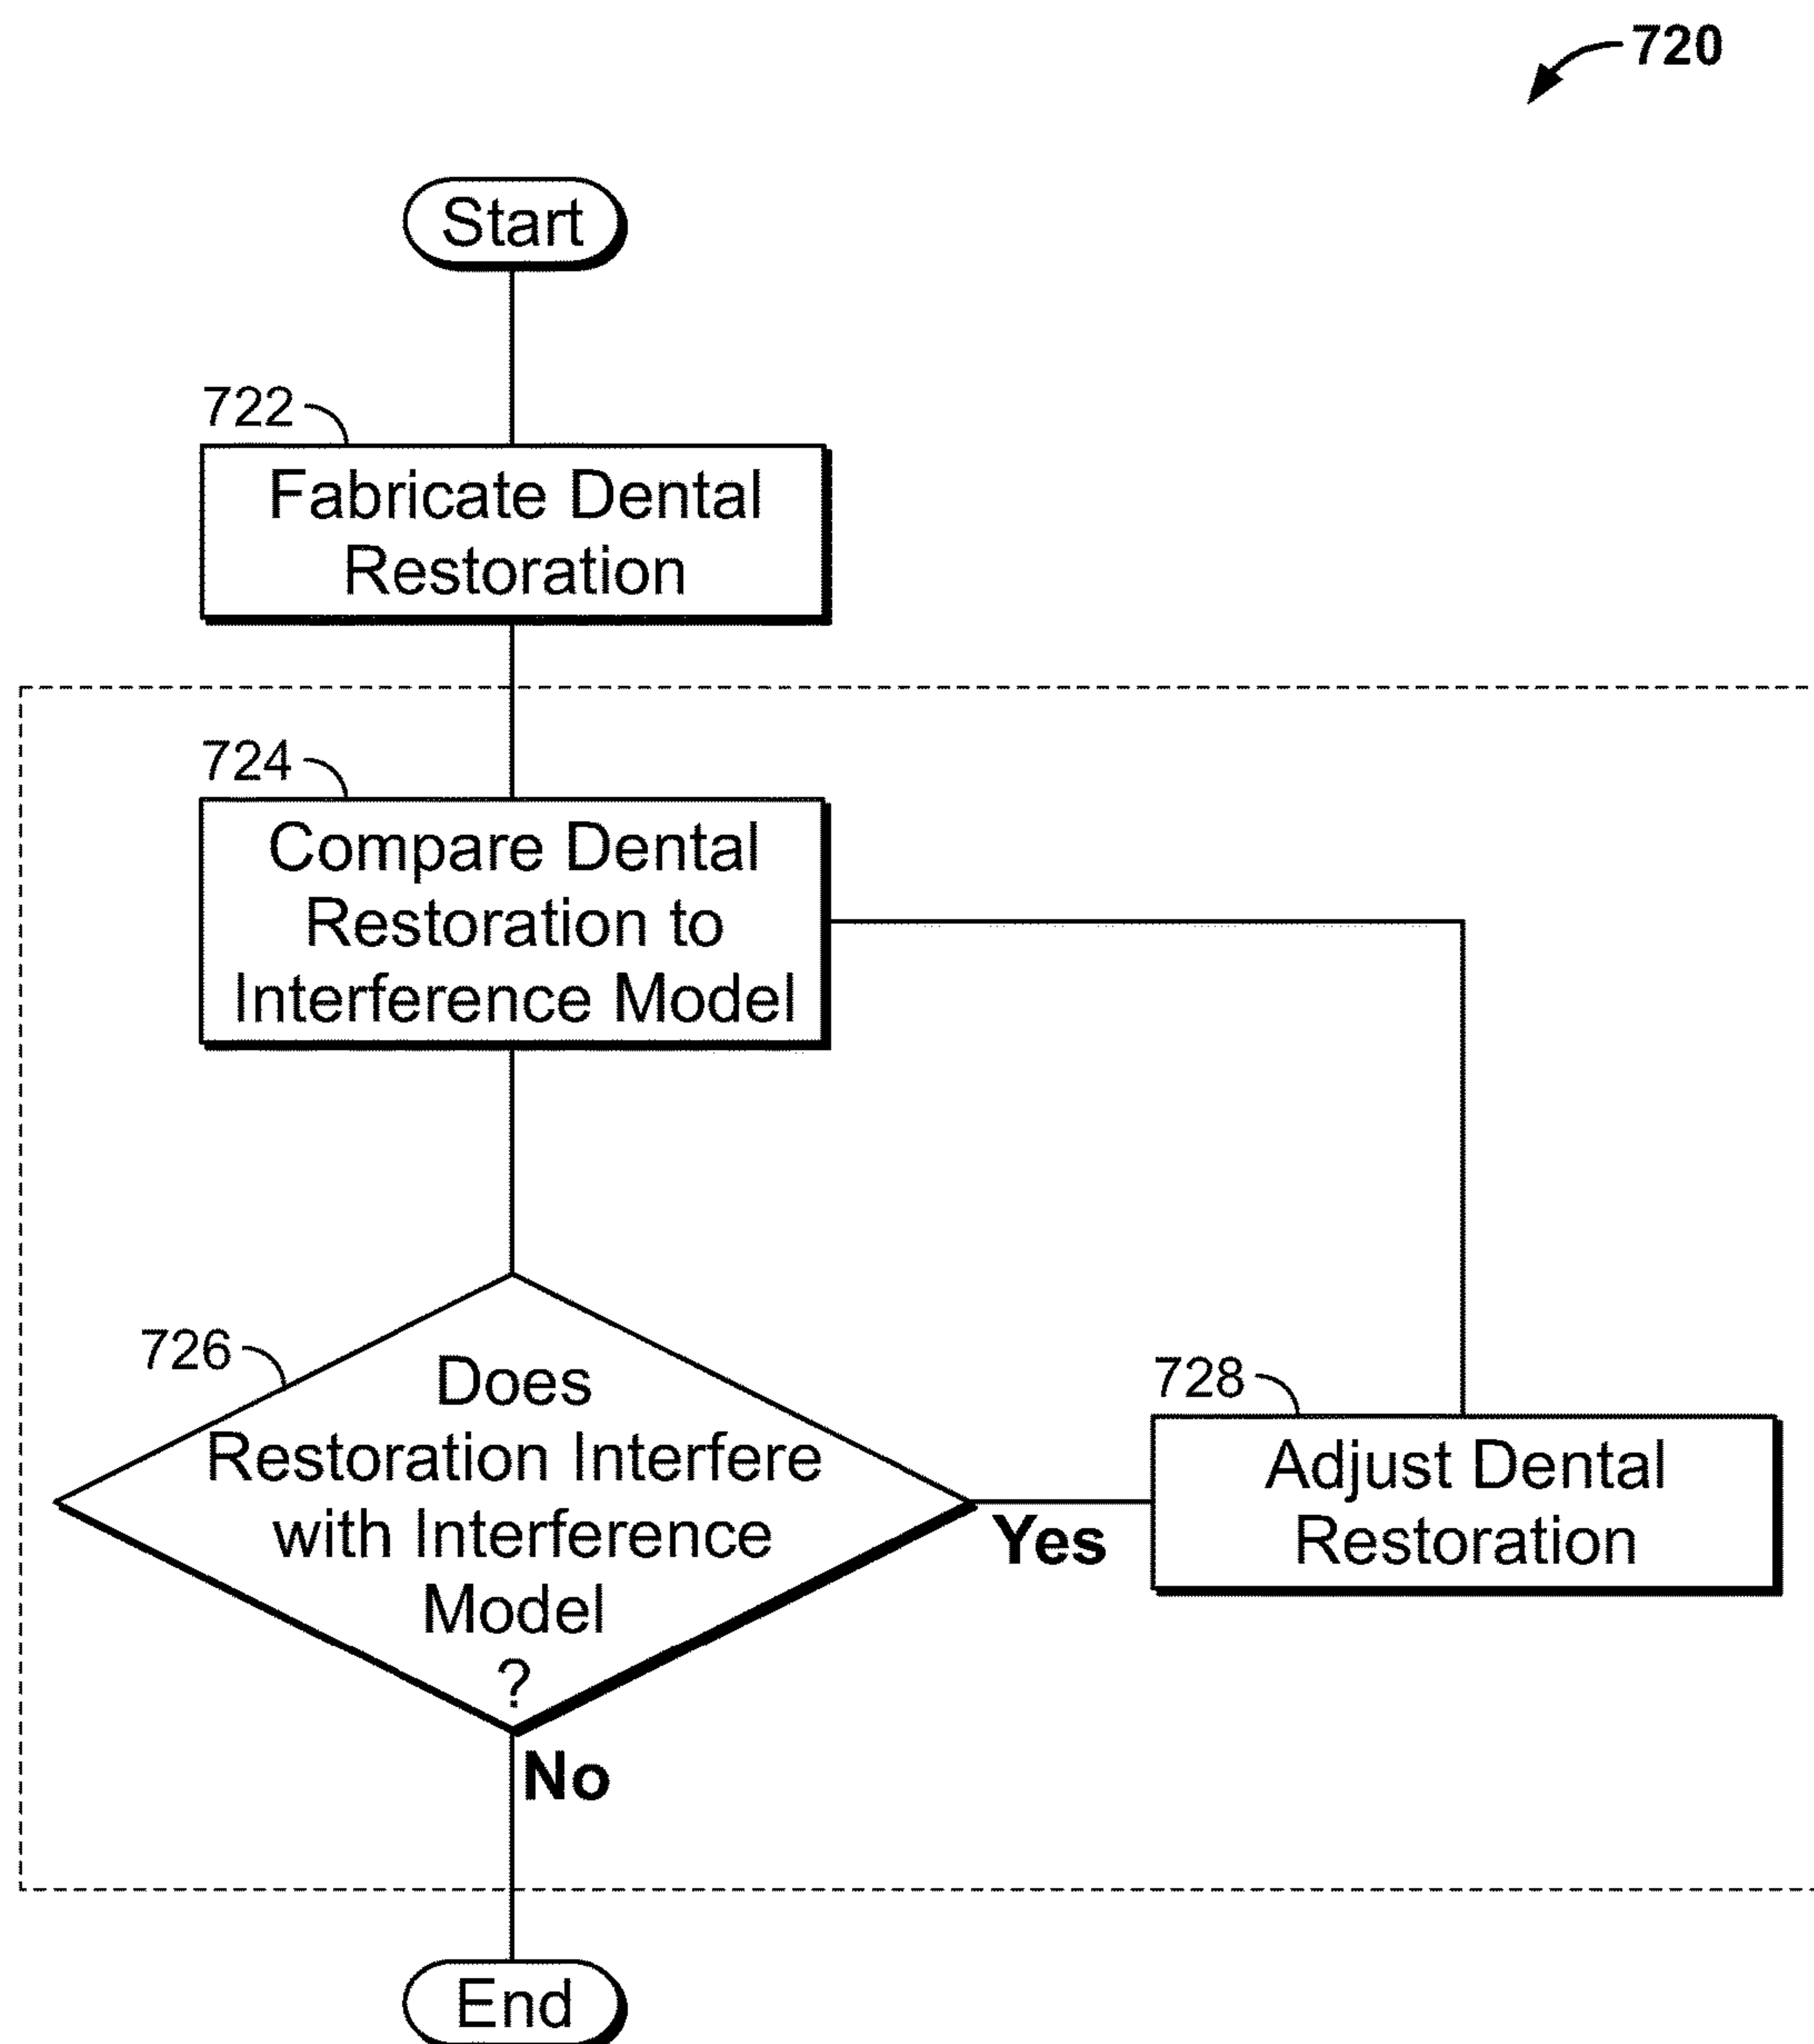 720
Start
722
Fabricate Dental
Restoration
724
Compare Dental
Restoration to
Interference Model
726
Does
Restoration Interfere
with Interference
Model
?
Yes
728
Adjust Dental
Restoration
No
End